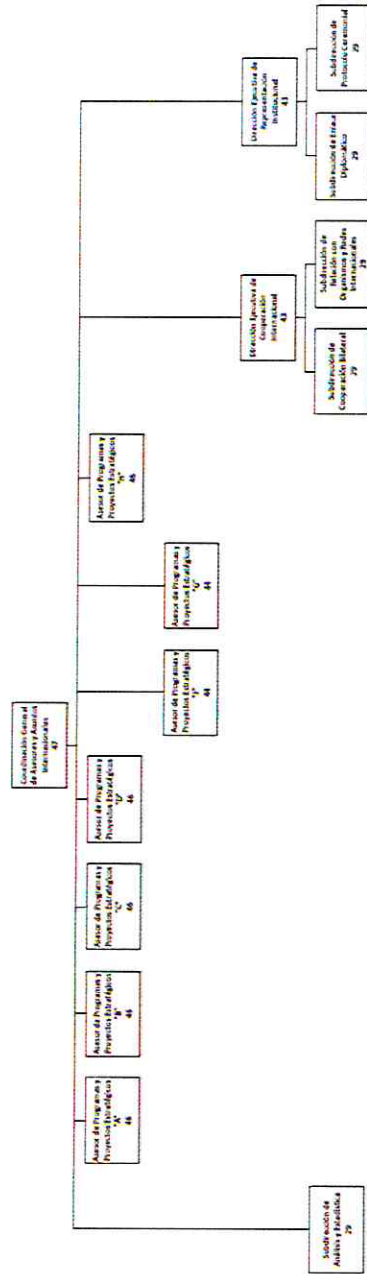 Coordinación General
de Asesores y Asuntos
Internacionales
47
Asesor de Programas y
Proyectos Estratégicos
"A"
46
Asesor de Programas y
Proyectos Estratégicos
"B"
46
Asesor de Programas y
Proyectos Estratégicos
"C"
46
Asesor de Programas y
Proyectos Estratégicos
"D"
46
Asesor de Programas y
Proyectos Estratégicos
44
Asesor de Programas y
Proyectos Estratégicos
"G"
44
Asesor de Programas y
Proyectos Estratégicos
46
Dirección Ejecutiva de
Cooperación
Internacional
43
Dirección Ejecutiva de
Representación
Institucional
43
Subdirección de
Análisis y Estadística
29
Subdirección de
Cooperación Bilateral
29
Subdirección de
Relación con
Organismos y Redes
Internacionales
29
Subdirección de Enlace
Diplomático
29
Subdirección de
Protocolo Ceremonial
29